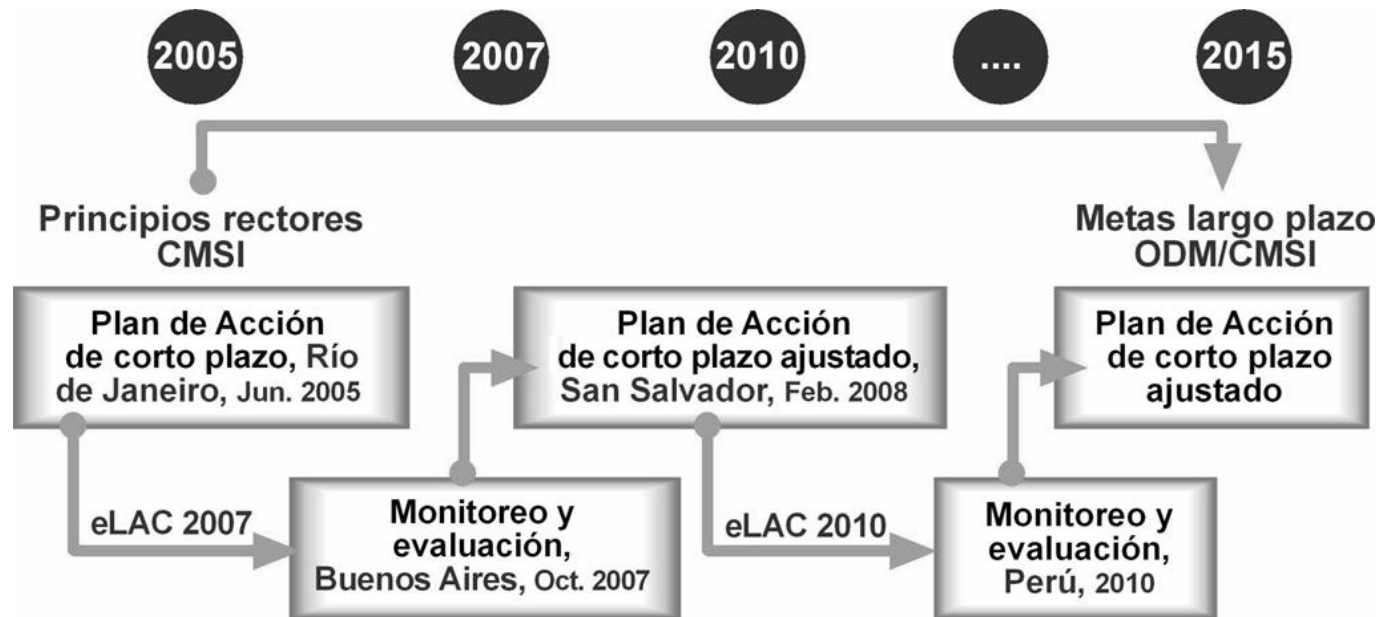 2005
2007
2010
....
2015
Principios rectores
CMSI
Metas largo plazo
ODM/CMSI
Plan de Acción
de corto plazo, Río
de Janeiro, Jun. 2005
Plan de Acción
de corto plazo ajustado,
San Salvador, Feb. 2008
Plan de Acción
de corto plazo
ajustado
eLAC 2007
Monitoreo y
evaluación,
Buenos Aires, Oct. 2007
eLAC 2010
Monitoreo y
evaluación,
Perú, 2010